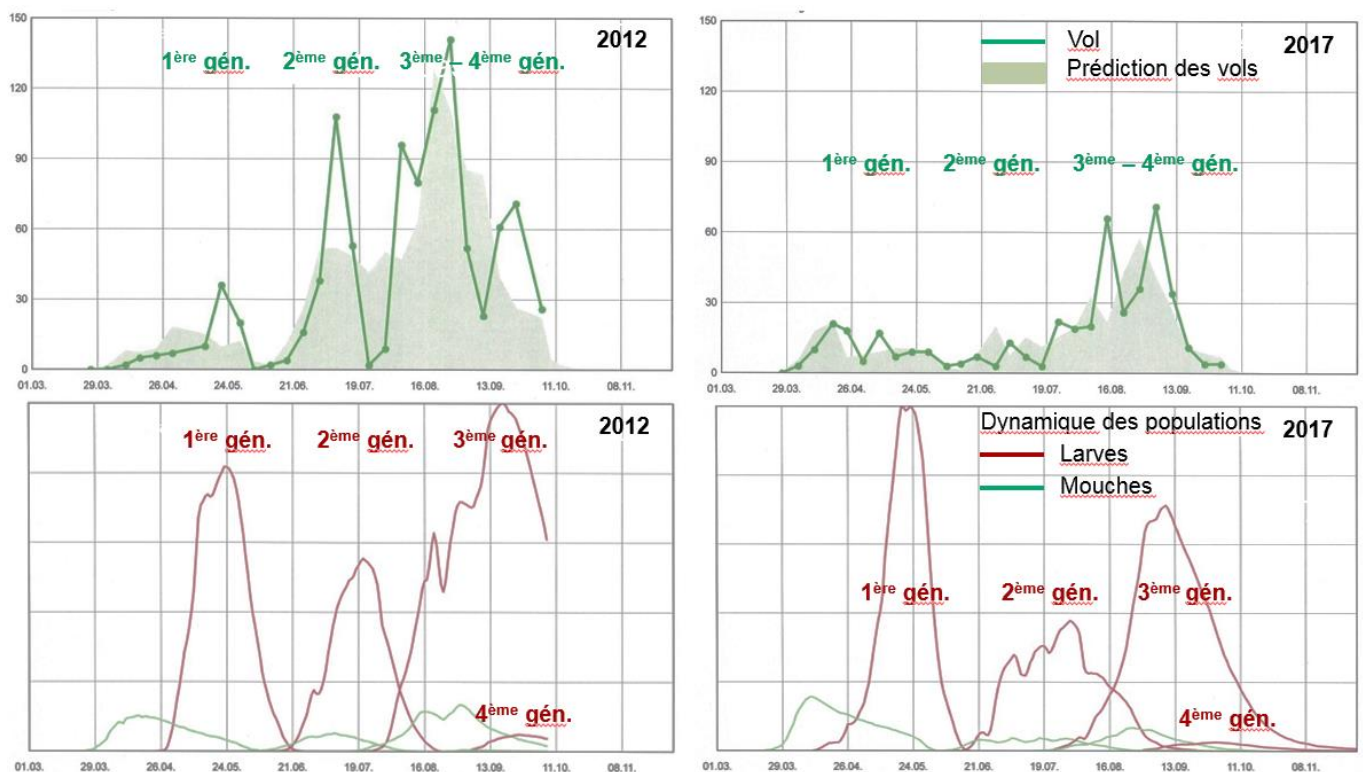 150
120
90
60
30
0
1ère gén. 2ème gén. 3ème – 4ème gén.
2012
01.03. 29.03. 26.04. 24.05. 21.06. 19.07. 16.08. 13.09. 11.10. 08.11.
150
120
90
60
30
0
Vol
Prédiction des vols
2017
1ère gén. 2ème gén. 3ème – 4ème gén.
01.03. 29.03. 26.04. 24.05. 21.06. 19.07. 16.08. 13.09. 11.10. 08.11.
1ère gén. 2ème gén. 3ème gén.
2012
4ème gén.
01.03. 29.03. 26.04. 24.05. 21.06. 19.07. 16.08. 13.09. 11.10. 08.11.
Dynamique des populations
2017
Larves
Mouches
1ère gén. 2ème gén. 3ème gén.
4ème gén.
01.03. 29.03. 26.04. 24.05. 21.06. 19.07. 16.08. 13.09. 11.10. 08.11.